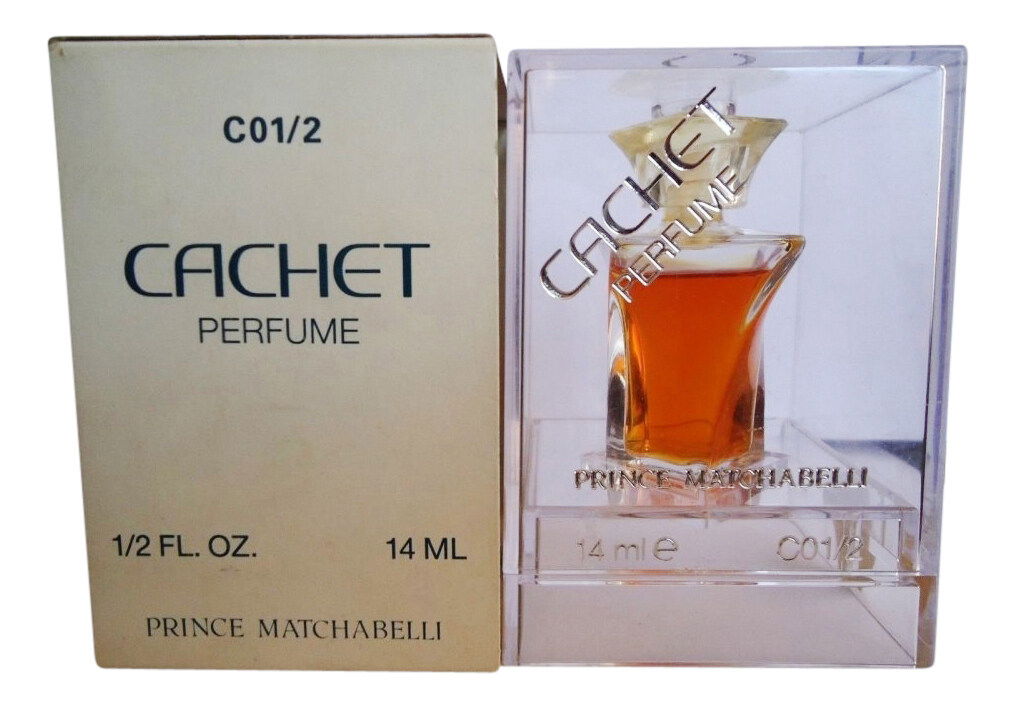 C01/2
CACHET
PERFUME
1/2 FL. OZ. 14 ML
PRINCE MATCHABELLI
CACHET
PERFUME
PRINCE MATCHABELLI
14 ml e C01/2